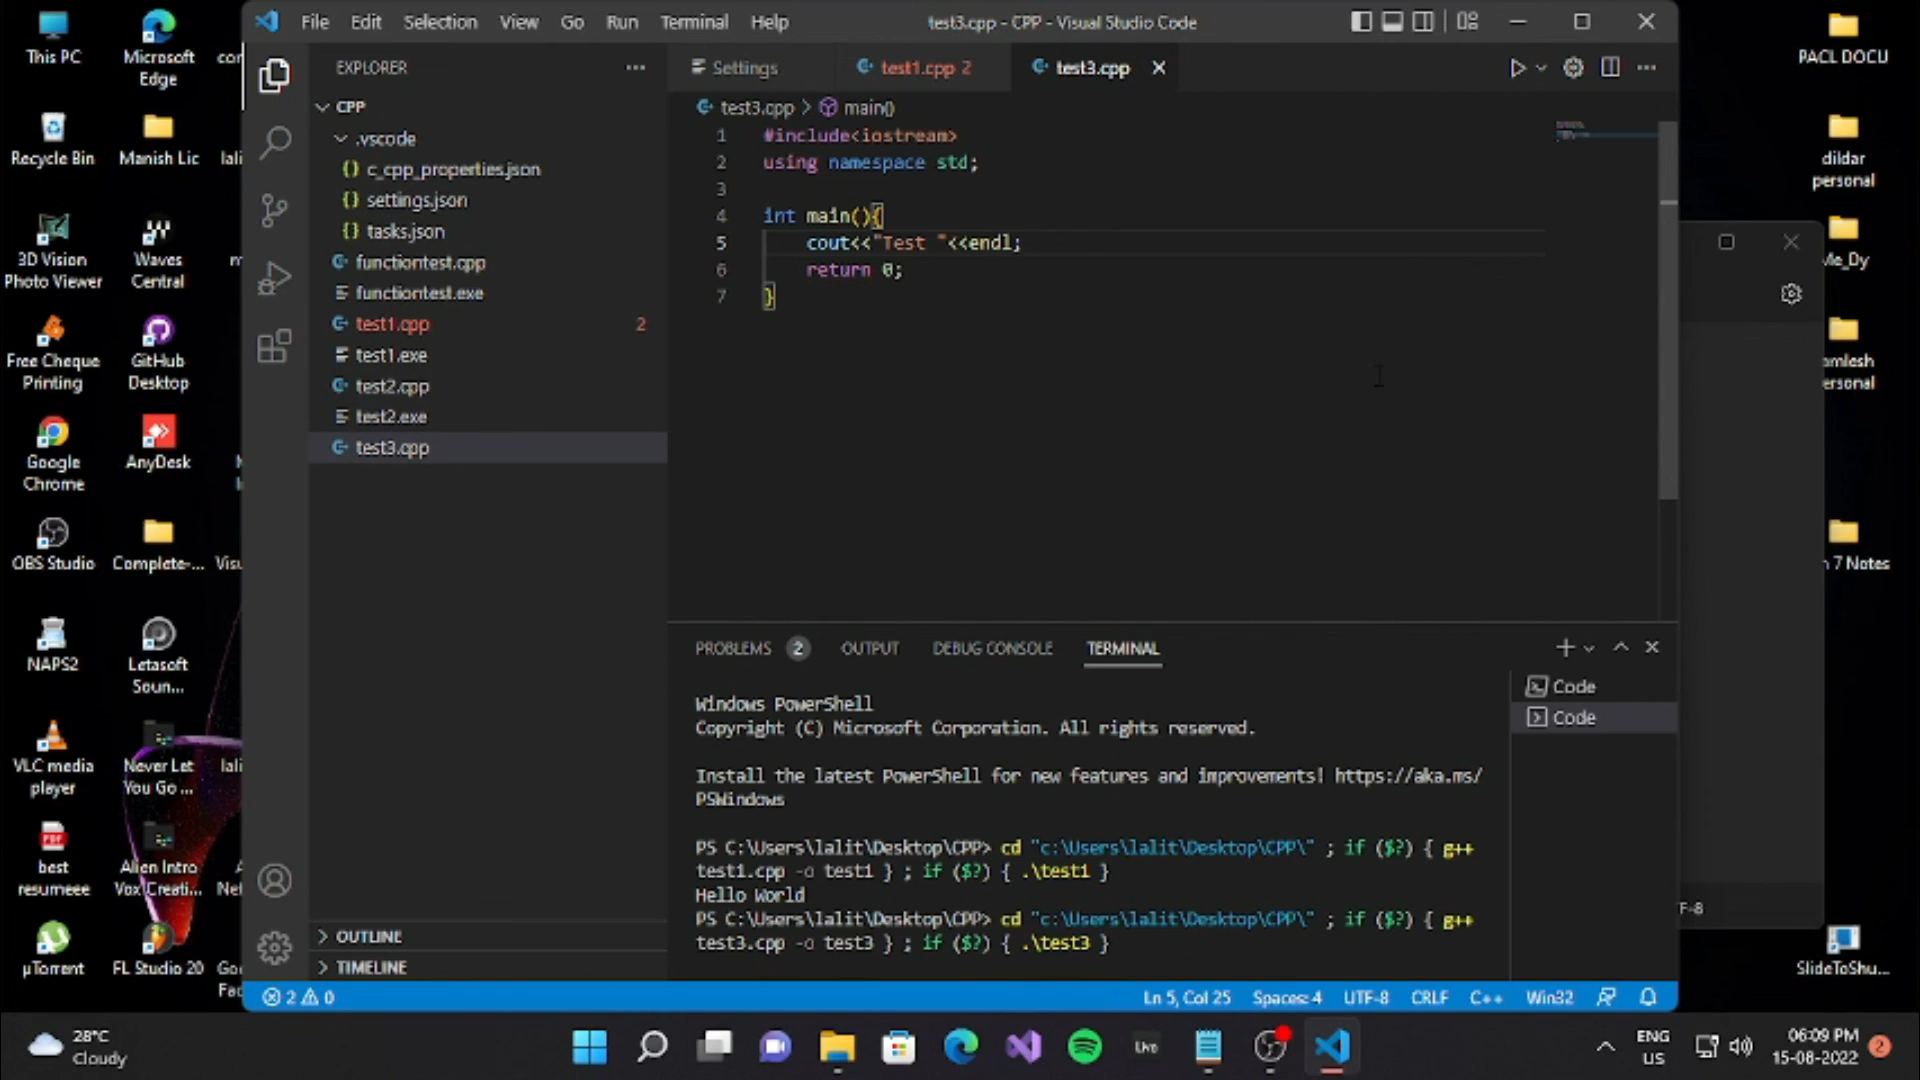 File Edit Selection View Go Run Terminal Help
test3.cpp - CPP - Visual Studio Code
EXPLORER
CPP
.vscode
c_cpp_properties.json
settings.json
tasks.json
functiontest.cpp
functiontest.exe
test1.cpp 2
test1.exe
test2.cpp
test2.exe
test3.cpp
OUTLINE
TIMELINE
Settings
test1.cpp 2
test3.cpp
test3.cpp > main()
1 #include<iostream>
2 using namespace std;
3
4 int main(){
5 cout<<"Test "<<endl;
6 return 0;
7 }
PROBLEMS 2 OUTPUT DEBUG CONSOLE TERMINAL
Code
Code
Windows PowerShell
Copyright (C) Microsoft Corporation. All rights reserved.
Install the latest PowerShell for new features and improvements! https://aka.ms/
PSWindows
PS C:\Users\lalit\Desktop\CPP> cd "c:\Users\lalit\Desktop\CPP\" ; if ($?) { g++
test1.cpp -o test1 } ; if ($?) { .\test1 }
Hello World
PS C:\Users\lalit\Desktop\CPP> cd "c:\Users\lalit\Desktop\CPP\" ; if ($?) { g++
test3.cpp -o test3 } ; if ($?) { .\test3 }
2 0
Ln 5, Col 25 Spaces: 4 UTF-8 CRLF C++ Win32
This PC
Microsoft
Edge
Recycle Bin
Manish Lic
3D Vision
Photo Viewer
Waves
Central
Free Cheque
Printing
GitHub
Desktop
Google
Chrome
AnyDesk
OBS Studio
Complete-...
NAPS2
Letasoft
Soun...
VLC media
player
Never Let
You Go ...
best
resumeee
Alien Intro
Vox Creati...
µTorrent
FL Studio 20
PACL DOCU
dildar
personal
Me_Dy
7 Notes
SlideToShu...
28°C
Cloudy
ENG
US
06:09 PM
15-08-2022
2